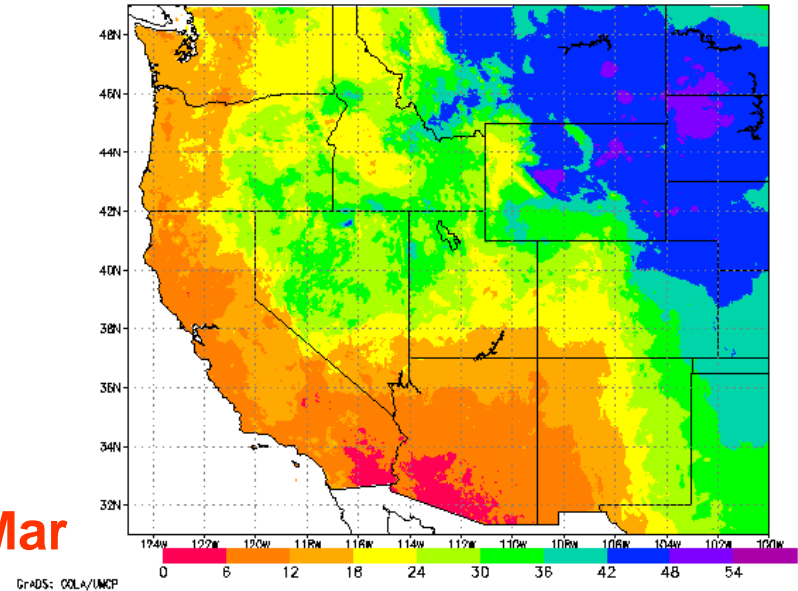 48N
46N
44N
42N
40N
38N
36N
34N
32N
Mar
124W 122W 120W 118W 116W 114W 112W 110W 108W 106W 104W 102W 100W
0 6 12 18 24 30 36 42 48 54
GrADS: COLA/UMCP